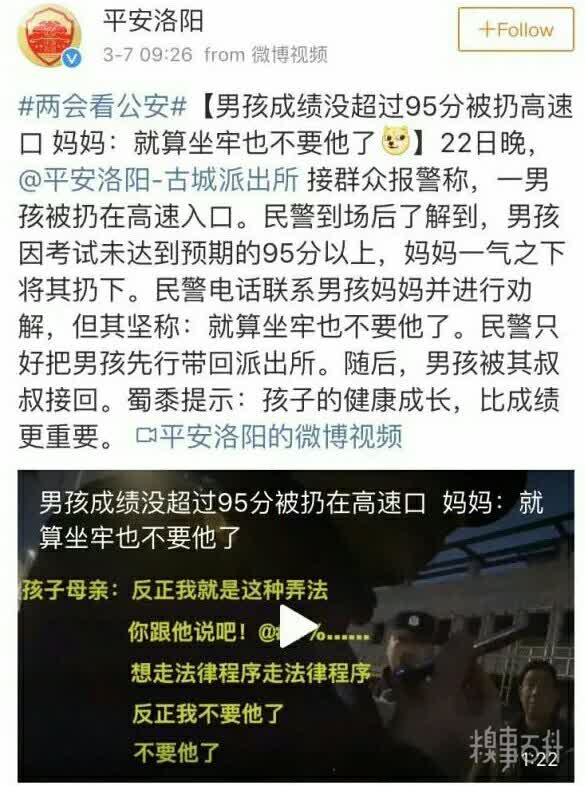 平安洛阳
+Follow
3-7 09:26 from 微博视频
#两会看公安#【男孩成绩没超过95分被扔高速
口 妈妈：就算坐牢也不要他了】22日晚，
@平安洛阳-古城派出所 接群众报警称，一男
孩被扔在高速入口。民警到场后了解到，男孩
因考试未达到预期的95分以上，妈妈一气之下
将其扔下。民警电话联系男孩妈妈并进行劝
解，但其坚称：就算坐牢也不要他了。民警只
好把男孩先行带回派出所。随后，男孩被其叔
叔接回。蜀黍提示：孩子的健康成长，比成绩
更重要。 平安洛阳的微博视频
男孩成绩没超过95分被扔在高速口 妈妈：就
算坐牢也不要他了
孩子母亲：反正我就是这种弄法
你跟他说吧！@%......
想走法律程序走法律程序
反正我不要他了
不要他了
糗事百科
1:22